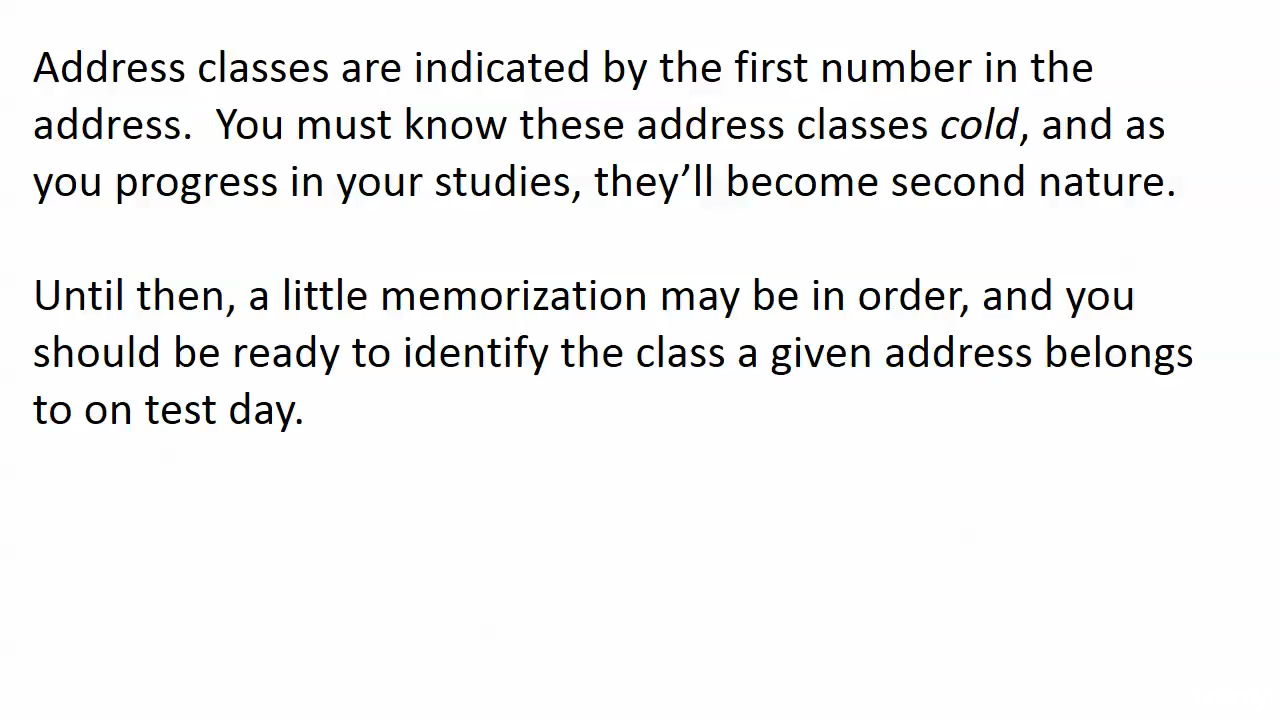 Address classes are indicated by the first number in the
address.  You must know these address classes cold, and as
you progress in your studies, they’ll become second nature.
Until then, a little memorization may be in order, and you
should be ready to identify the class a given address belongs
to on test day.